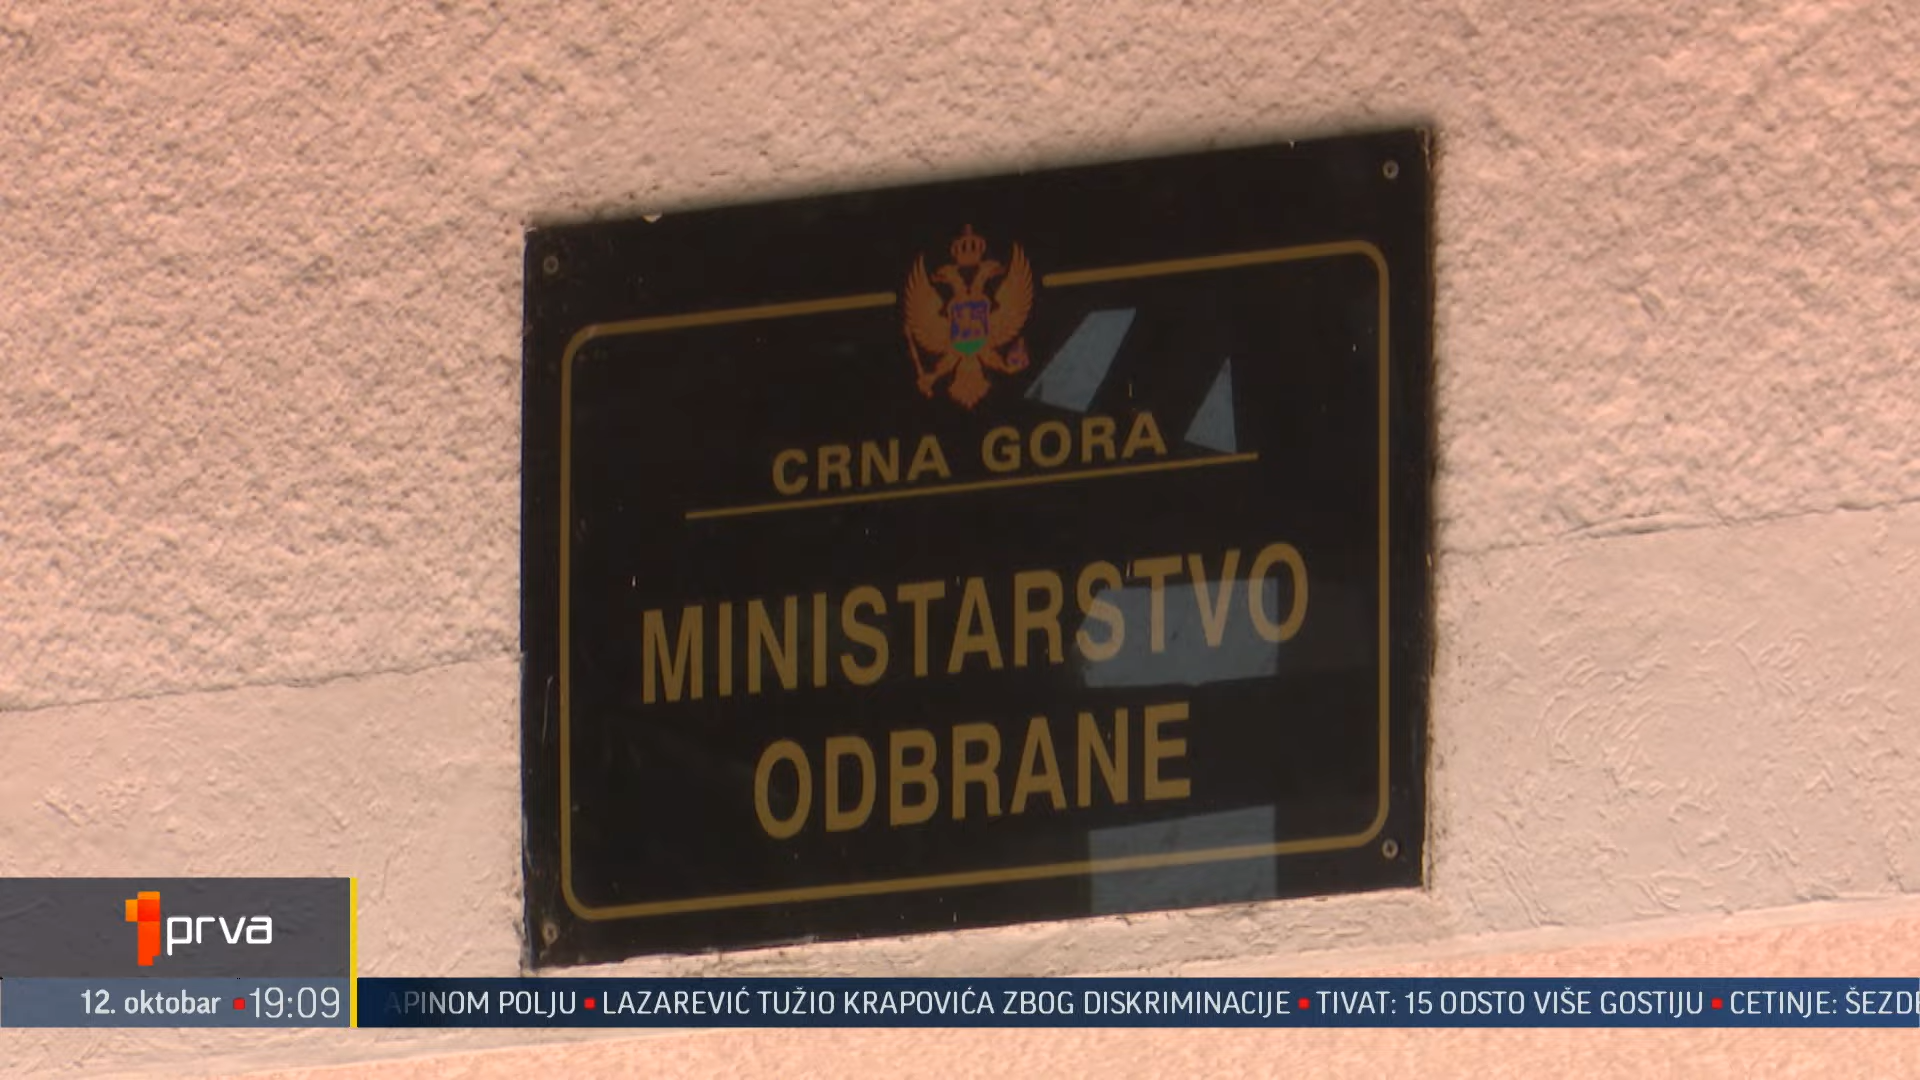 CRNA GORA
MINISTARSTVO
ODBRANE
prva
12. oktobar 19:09
APINOM POLJU ▪ LAZAREVIĆ TUŽIO KRAPOVIĆA ZBOG DISKRIMINACIJE ▪ TIVAT: 15 ODSTO VIŠE GOSTIJU ▪ CETINJE: ŠEZDE